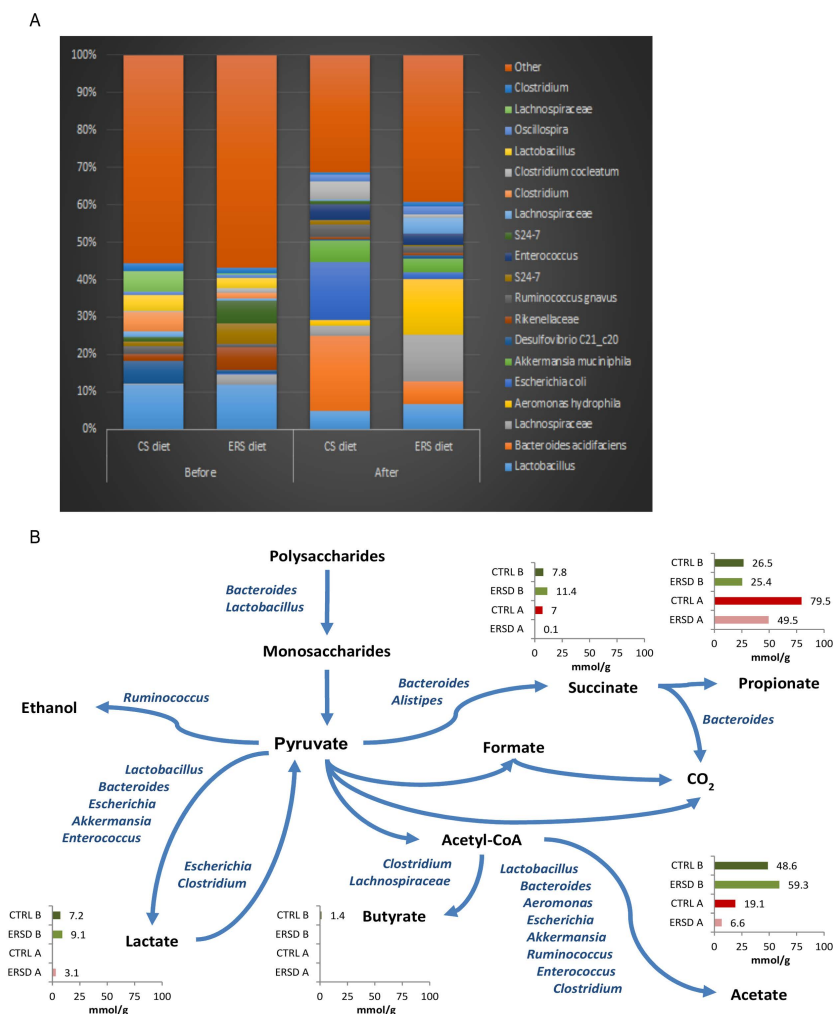 A
100%
90%
80%
70%
60%
50%
40%
30%
20%
10%
0%
CS diet
ERS diet
CS diet
ERS diet
Before
After
Other
Clostridium
Lachnospiraceae
Oscillospira
Lactobacillus
Clostridium cocleatum
Clostridium
Lachnospiraceae
S24-7
Enterococcus
S24-7
Ruminococcus gnavus
Rikenellaceae
Desulfovibrio C21_c20
Akkermansia muciniphila
Escherichia coli
Aeromonas hydrophila
Lachnospiraceae
Bacteroides acidifaciens
Lactobacillus
B
Polysaccharides
Bacteroides
Lactobacillus
Monosaccharides
CTRL B 7.8
ERSD B 11.4
CTRL A 7
ERSD A 0.1
0 25 50 75 100
mmol/g
CTRL B 26.5
ERSD B 25.4
CTRL A 79.5
ERSD A 49.5
0 25 50 75 100
mmol/g
Ethanol
Ruminococcus
Bacteroides
Alistipes
Succinate
Propionate
Bacteroides
Pyruvate
Formate
CO2
Lactobacillus
Bacteroides
Escherichia
Akkermansia
Enterococcus
Escherichia
Clostridium
Acetyl-CoA
Clostridium
Lachnospiraceae
Lactobacillus
Bacteroides
Aeromonas
Escherichia
Akkermansia
Ruminococcus
Enterococcus
Clostridium
CTRL B 48.6
ERSD B 59.3
CTRL A 19.1
ERSD A 6.6
0 25 50 75 100
mmol/g
CTRL B 7.2
ERSD B 9.1
CTRL A
ERSD A 3.1
0 25 50 75 100
mmol/g
Lactate
CTRL B 1.4
ERSD B
CTRL A
ERSD A
0 25 50 75 100
mmol/g
Butyrate
Acetate